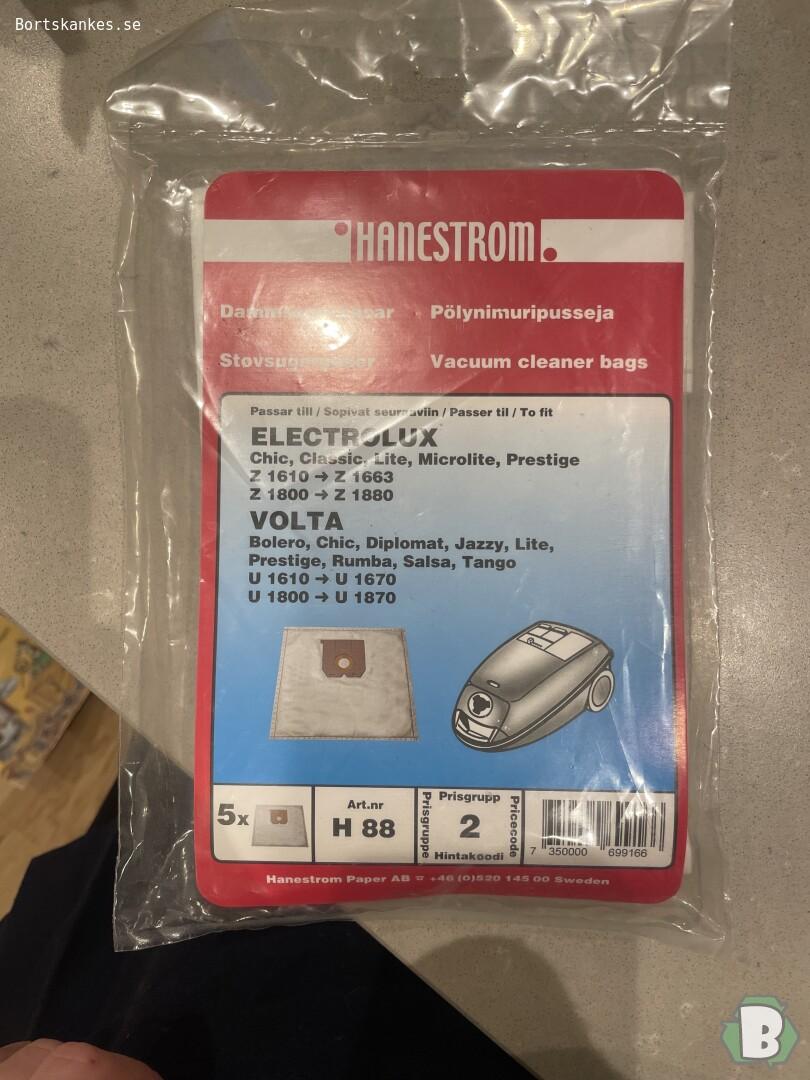 Bortskankes.se
HANESTROM
Pölynimuripusseja
Vacuum cleaner bags
Passar till / Sopivat seuraaviin / Passer til / To fit
ELECTROLUX
Chic, Classic, Lite, Microlite, Prestige
Z 1610 → Z 1663
Z 1800 → Z 1880
VOLTA
Bolero, Chic, Diplomat, Jazzy, Lite,
Prestige, Rumba, Salsa, Tango
U 1610 → U 1670
U 1800 → U 1870
5x
Art.nr
H 88
Prisgruppe
Prisgrupp
2
Hintakoodi
Pricecode
7 350000 699166
Hanestrom Paper AB ☎ +46 (0)520 145 00 Sweden
B